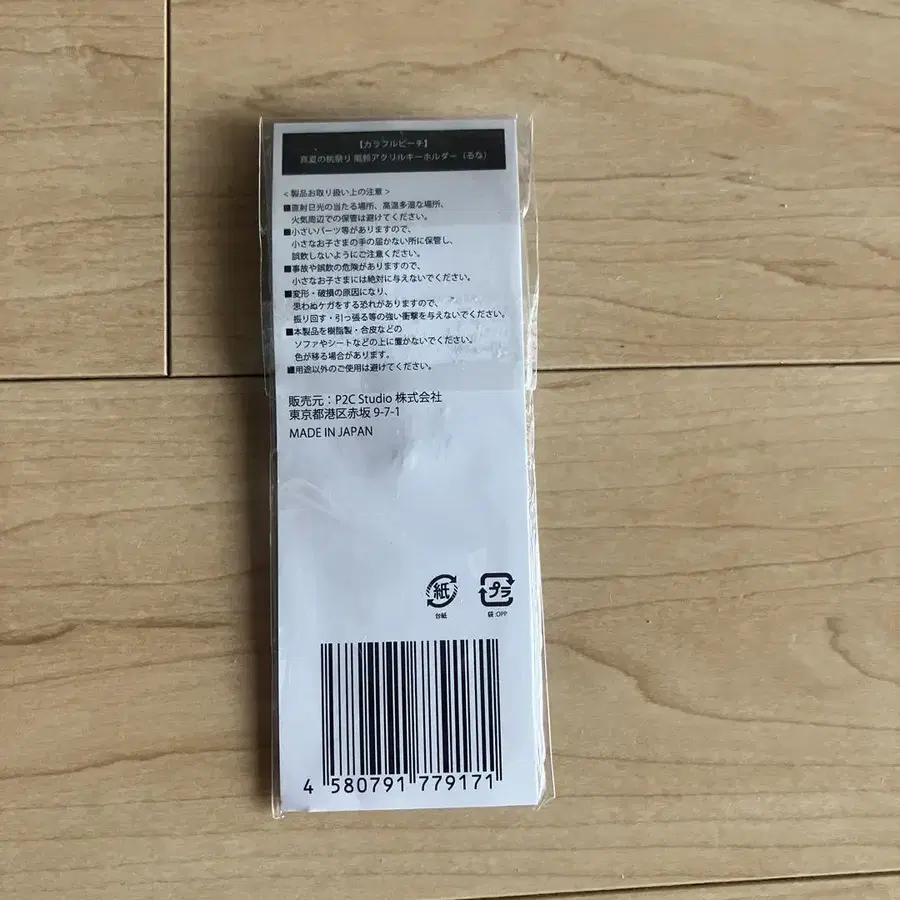 【カラフルピーチ】
真夏の桃祭り 風鈴アクリルキーホルダー（るな）
＜製品お取り扱い上の注意＞
■直射日光の当たる場所、高温多湿な場所、
火気周辺での保管は避けてください。
■小さいパーツ等がありますので、
小さなお子さまの手の届かない所に保管し、
誤飲しないようにご注意ください。
■事故や誤飲の危険がありますので、
小さなお子さまには絶対に与えないでください。
■変形・破損の原因になり、
思わぬケガをする恐れがありますので、
振り回す・引っ張る等の強い衝撃を与えないでください。
■本製品を樹脂製・合皮などの
ソファやシートなどの上に置かないでください。
色が移る場合があります。
■用途以外のご使用は避けてください。
販売元：P2C Studio 株式会社
東京都港区赤坂 9-7-1
MADE IN JAPAN
紙 プラ
台紙 袋:OPP
4 580791 779171